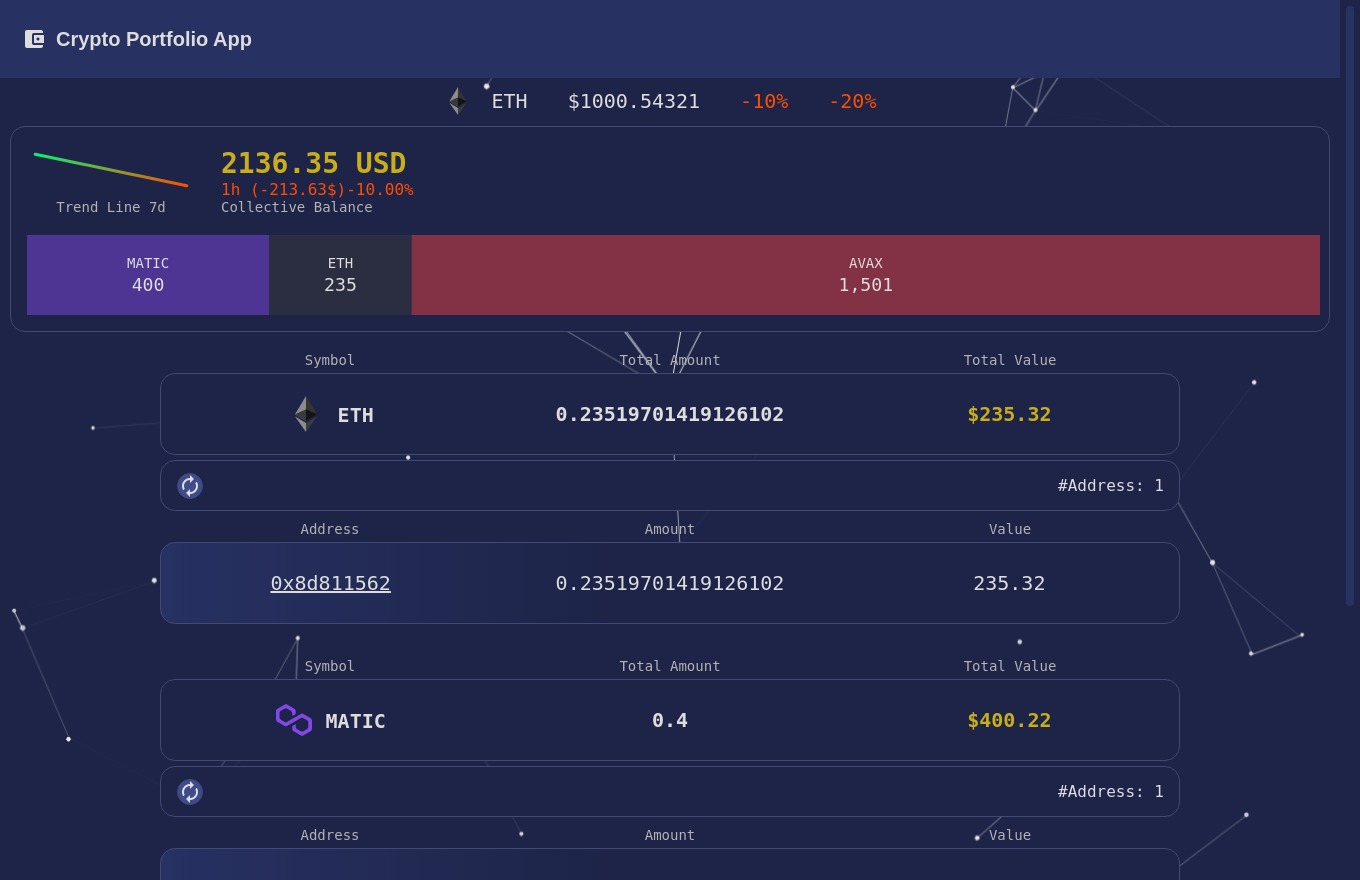 Crypto Portfolio App
ETH $1000.54321 -10% -20%
2136.35 USD
1h (-213.63$)-10.00%
Trend Line 7d Collective Balance
MATIC ETH AVAX
400 235 1,501
Symbol Total Amount Total Value
ETH 0.23519701419126102 $235.32
#Address: 1
Address Amount Value
0x8d811562 0.23519701419126102 235.32
Symbol Total Amount Total Value
MATIC 0.4 $400.22
#Address: 1
Address Amount Value